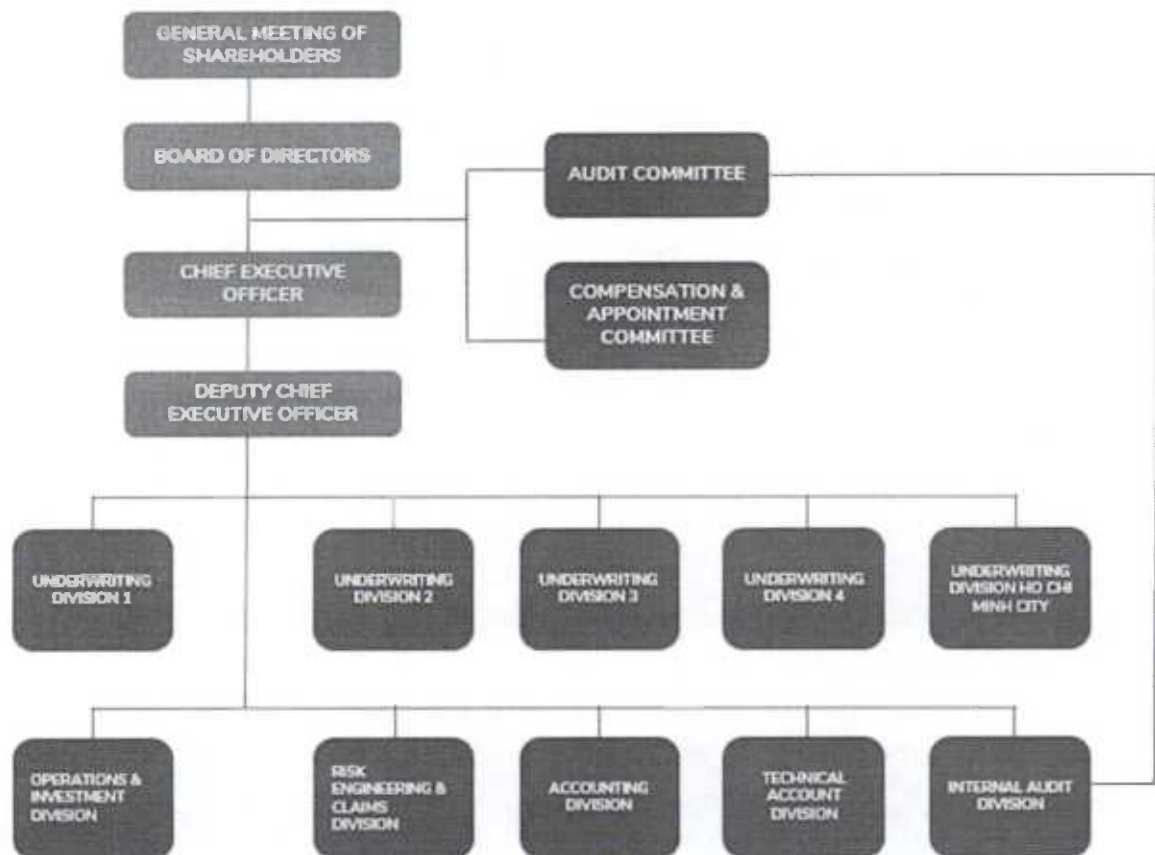 GENERAL MEETING OF
SHAREHOLDERS
BOARD OF DIRECTORS
AUDIT COMMITTEE
CHIEF EXECUTIVE
OFFICER
COMPENSATION &
APPOINTMENT
COMMITTEE
DEPUTY CHIEF
EXECUTIVE OFFICER
UNDERWRITING
DIVISION 1
UNDERWRITING
DIVISION 2
UNDERWRITING
DIVISION 3
UNDERWRITING
DIVISION 4
UNDERWRITING
DIVISION HO CHI
MINH CITY
OPERATIONS &
INVESTMENT
DIVISION
RISK
ENGINEERING &
CLAIMS
DIVISION
ACCOUNTING
DIVISION
TECHNICAL
ACCOUNT
DIVISION
INTERNAL AUDIT
DIVISION